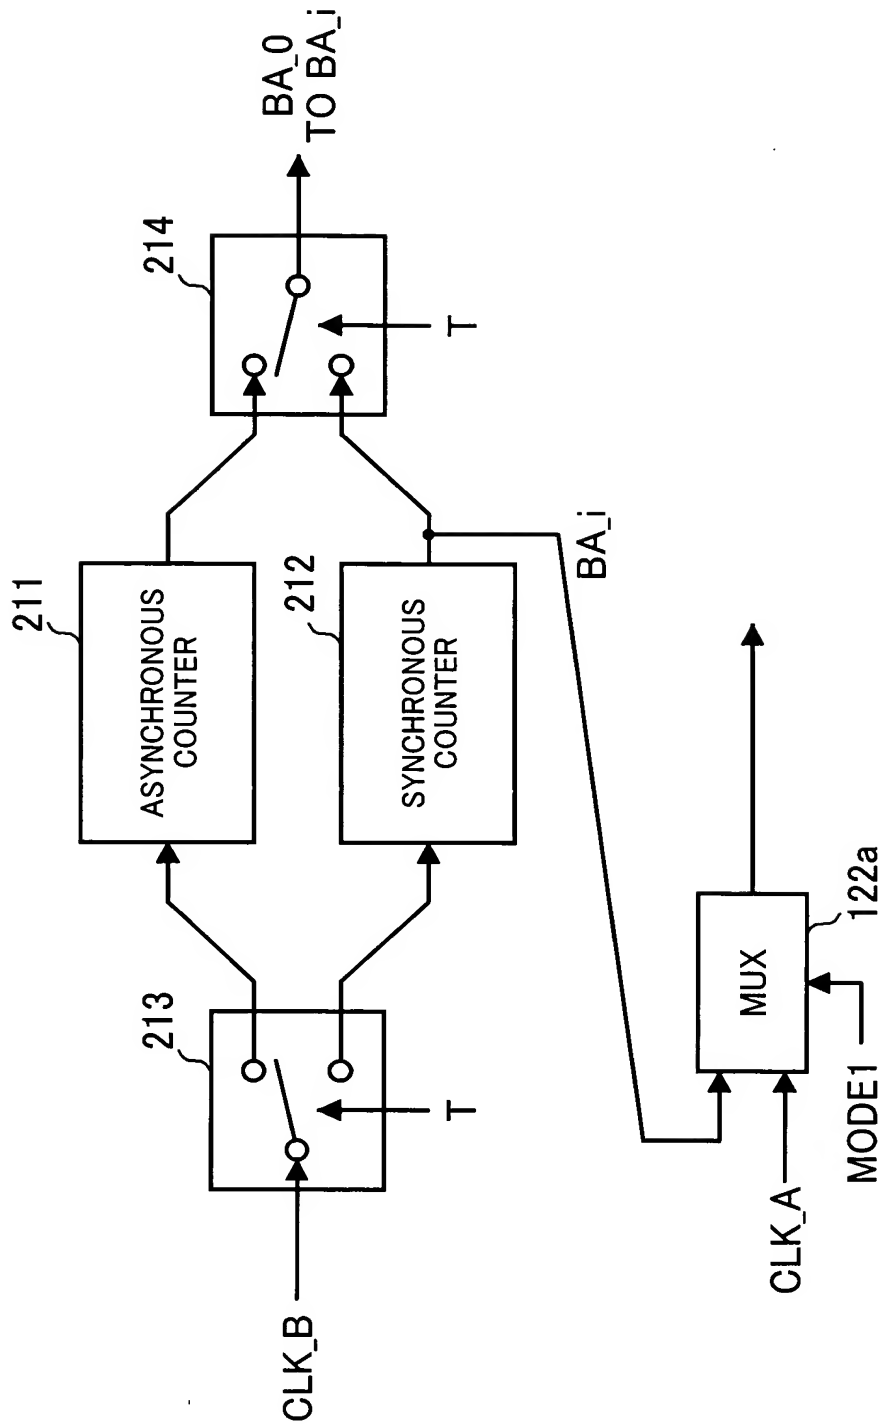 CLK_B
213
T
211
ASYNCHRONOUS
COUNTER
212
SYNCHRONOUS
COUNTER
214
T
BA_0
TO BA_i
BA_i
CLK_A
MODE1
MUX
122a